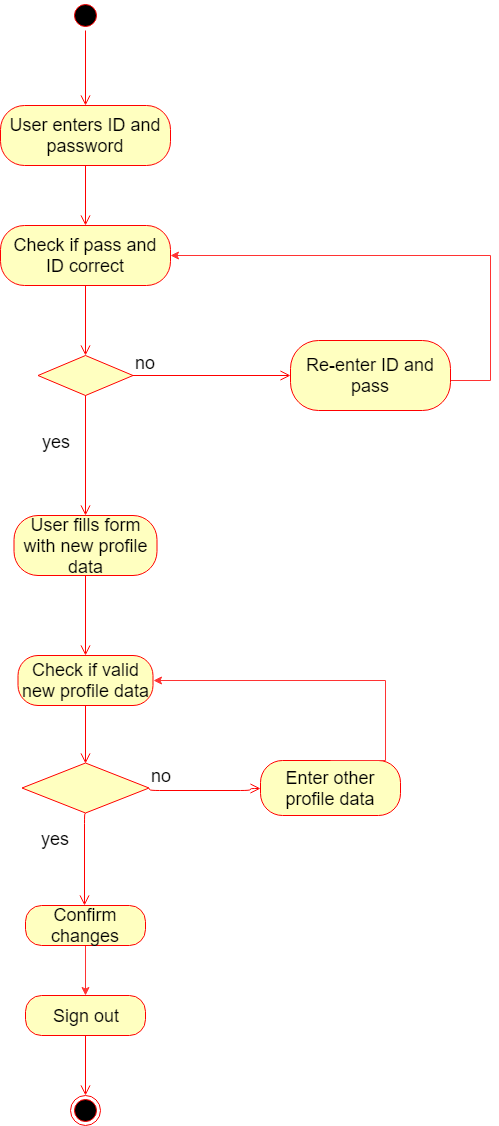 User enters ID and
password
Check if pass and
ID correct
no
Re-enter ID and
pass
yes
User fills form
with new profile
data
Check if valid
new profile data
no
Enter other
profile data
yes
Confirm
changes
Sign out